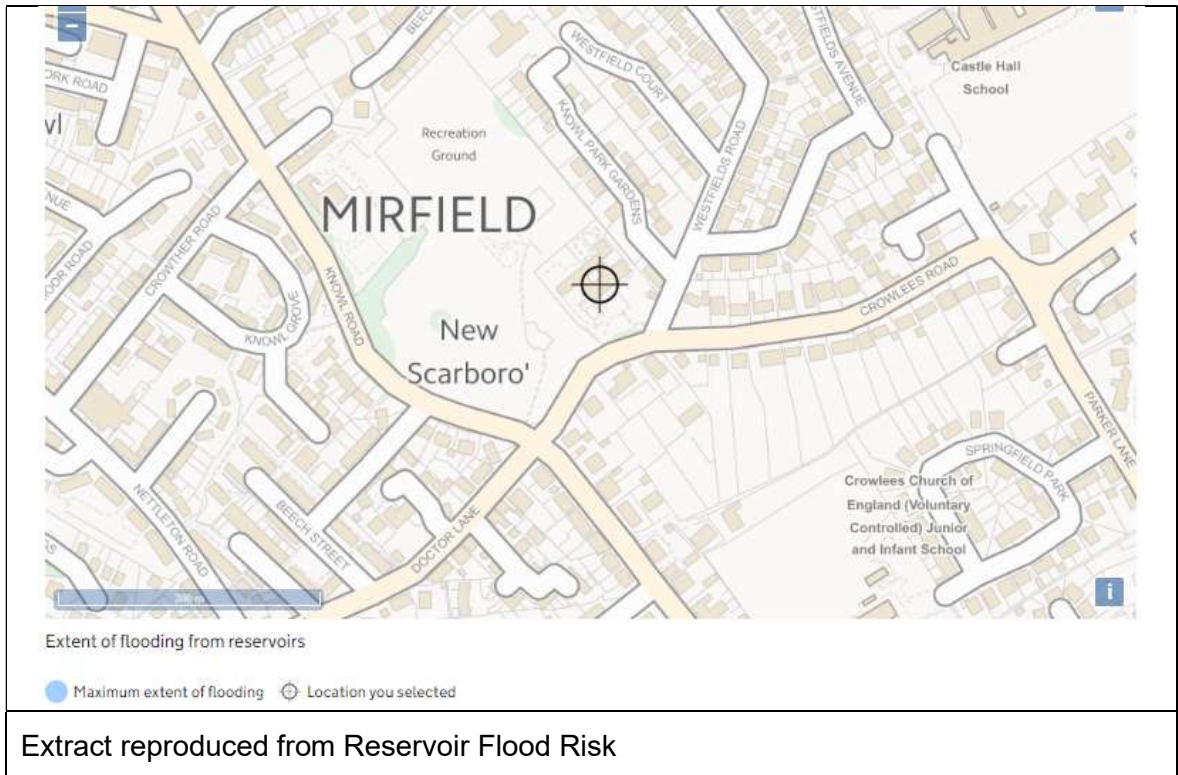 BEECH
WESTFIELD COURT
Castle Hall
School
KNOWL PARK GARDENS
WESTFIELDS ROAD
Recreation
Ground
MIRFIELD
CROWTHER ROAD
KNOWL ROAD
KNOWL GROVE
New
Scarboro'
CROWLEES ROAD
PARKER LANE
SPRINGFIELD PARK
Crowlees Church of
England (Voluntary
Controlled) Junior
and Infant School
NETTLETON ROAD
BEECH STREET
DOCTOR LANE
i
Extent of flooding from reservoirs
Maximum extent of flooding Location you selected
Extract reproduced from Reservoir Flood Risk